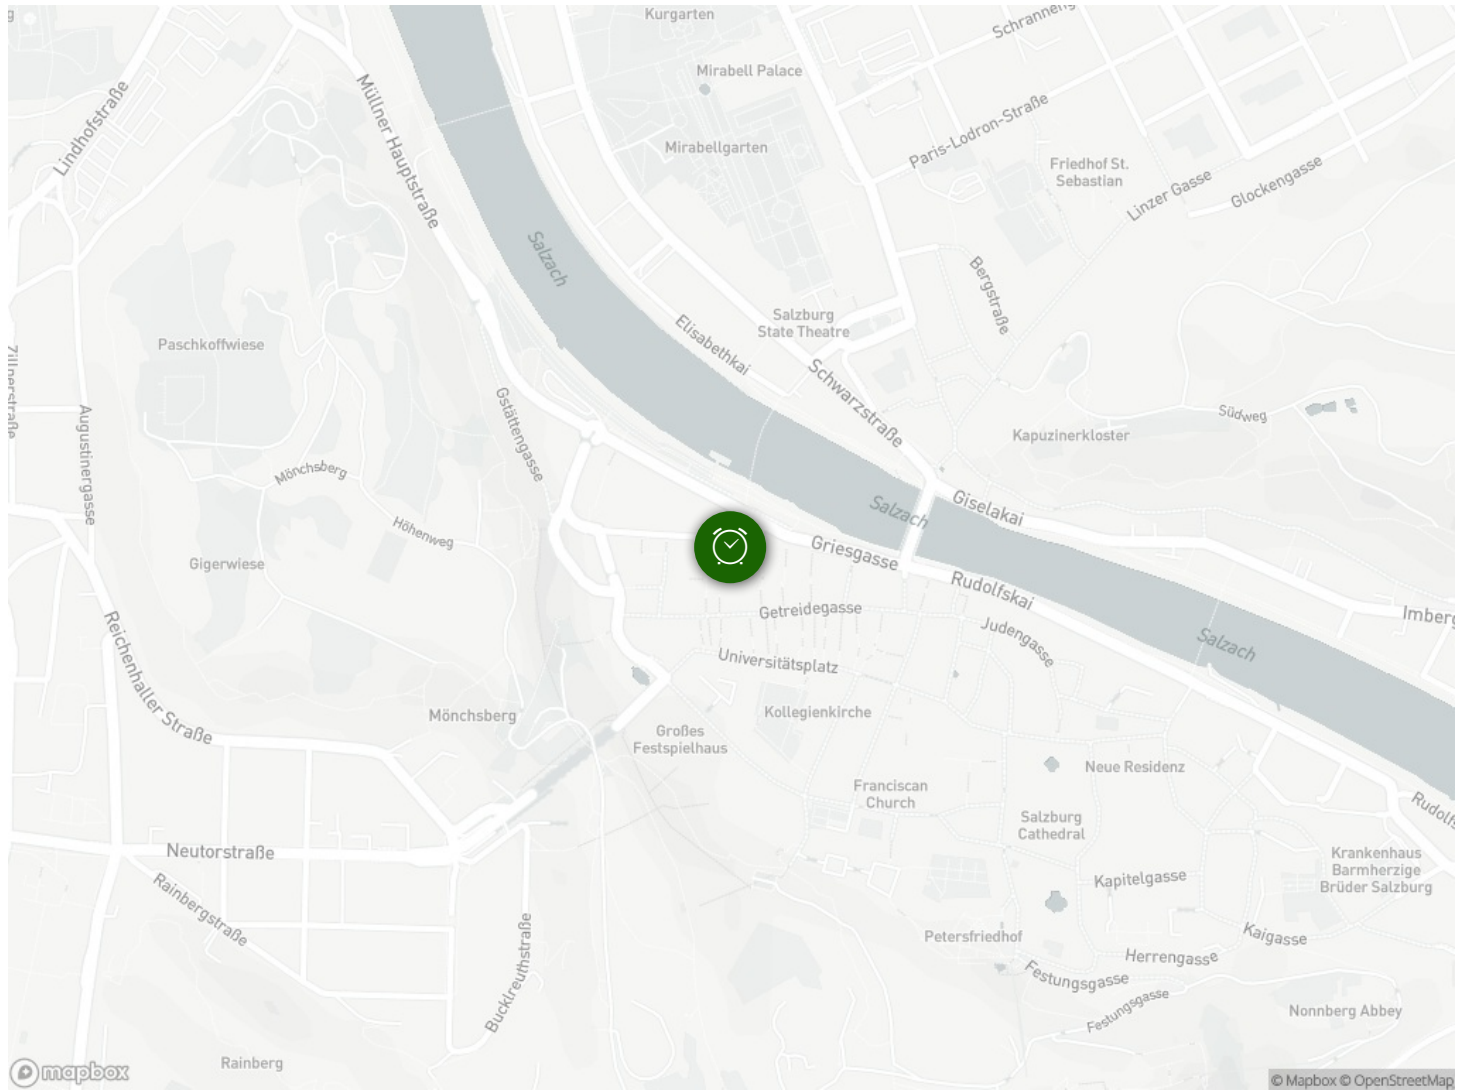 Kurgarten
Schranneng
Mirabell Palace
Lindhofstraße
Müllner Hauptstraße
Paris-Lodron-Straße
Mirabellgarten
Friedhof St.
Sebastian
Linzer Gasse
Glockengasse
Salzach
Bergstraße
Salzburg
State Theatre
Elisabethkai
Paschkoffwiese
Zillnerstraße
Schwarzstraße
Gstättengasse
Augustinergasse
Südweg
Kapuzinerkloster
Mönchsberg
Salzach
Giselakai
Höhenweg
Griesgasse
Gigerwiese
Rudolfskai
Getreidegasse
Imberg
Judengasse
Salzach
Reichenhaller Straße
Universitätsplatz
Mönchsberg
Kollegienkirche
Großes
Festspielhaus
Neue Residenz
Franciscan
Church
Rudolfs
Salzburg
Cathedral
Neutorstraße
Krankenhaus
Barmherzige
Brüder Salzburg
Kapitelgasse
Rainbergstraße
Petersfriedhof
Kaigasse
Herrengasse
Bucklreuthstraße
Festungsgasse
Festungsgasse
Nonnberg Abbey
Rainberg
mapbox
© Mapbox © OpenStreetMap